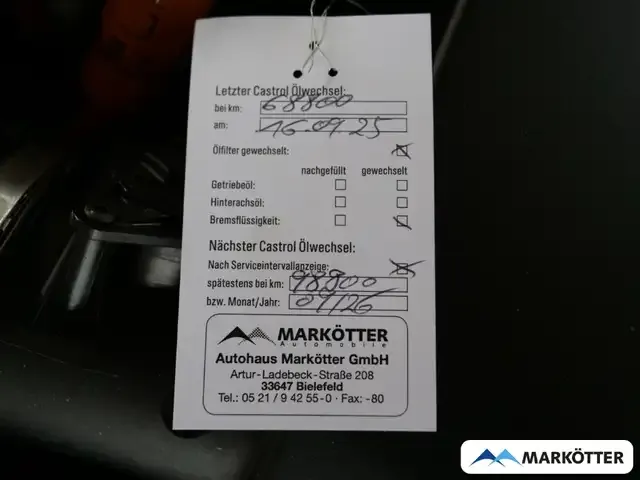 Letzter Castrol Ölwechsel:
bei km: 68800
am: 16.09.25
Ölfilter gewechselt:
nachgefüllt gewechselt
Getriebeöl:
Hinterachsöl:
Bremsflüssigkeit:
Nächster Castrol Ölwechsel:
Nach Serviceintervallanzeige:
spätestens bei km: 98800
bzw. Monat/Jahr: 09/26
MARKÖTTER
Automobile
Autohaus Markötter GmbH
Artur-Ladebeck-Straße 208
33647 Bielefeld
Tel.: 05 21 / 9 42 55-0 · Fax: -80
MARKÖTTER